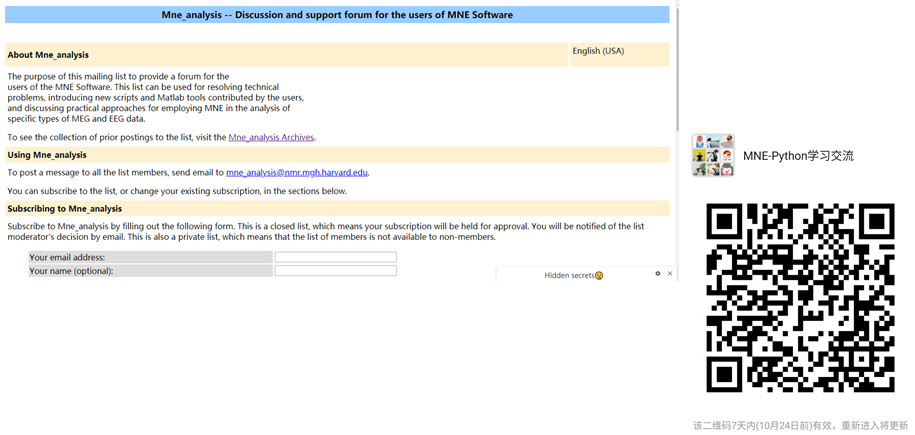 Mne_analysis -- Discussion and support forum for the users of MNE Software
About Mne_analysis
English (USA)
The purpose of this mailing list to provide a forum for the
users of the MNE Software. This list can be used for resolving technical
problems, introducing new scripts and Matlab tools contributed by the users,
and discussing practical approaches for employing MNE in the analysis of
specific types of MEG and EEG data.
To see the collection of prior postings to the list, visit the Mne_analysis Archives.
Using Mne_analysis
To post a message to all the list members, send email to mne_analysis@nmr.mgh.harvard.edu.
You can subscribe to the list, or change your existing subscription, in the sections below.
Subscribing to Mne_analysis
Subscribe to Mne_analysis by filling out the following form. This is a closed list, which means your subscription will be held for approval. You will be notified of the list
moderator's decision by email. This is also a private list, which means that the list of members is not available to non-members.
Your email address:
Your name (optional):
Hidden secrets😯
MNE-Python学习交流
该二维码7天内(10月24日前)有效，重新进入将更新